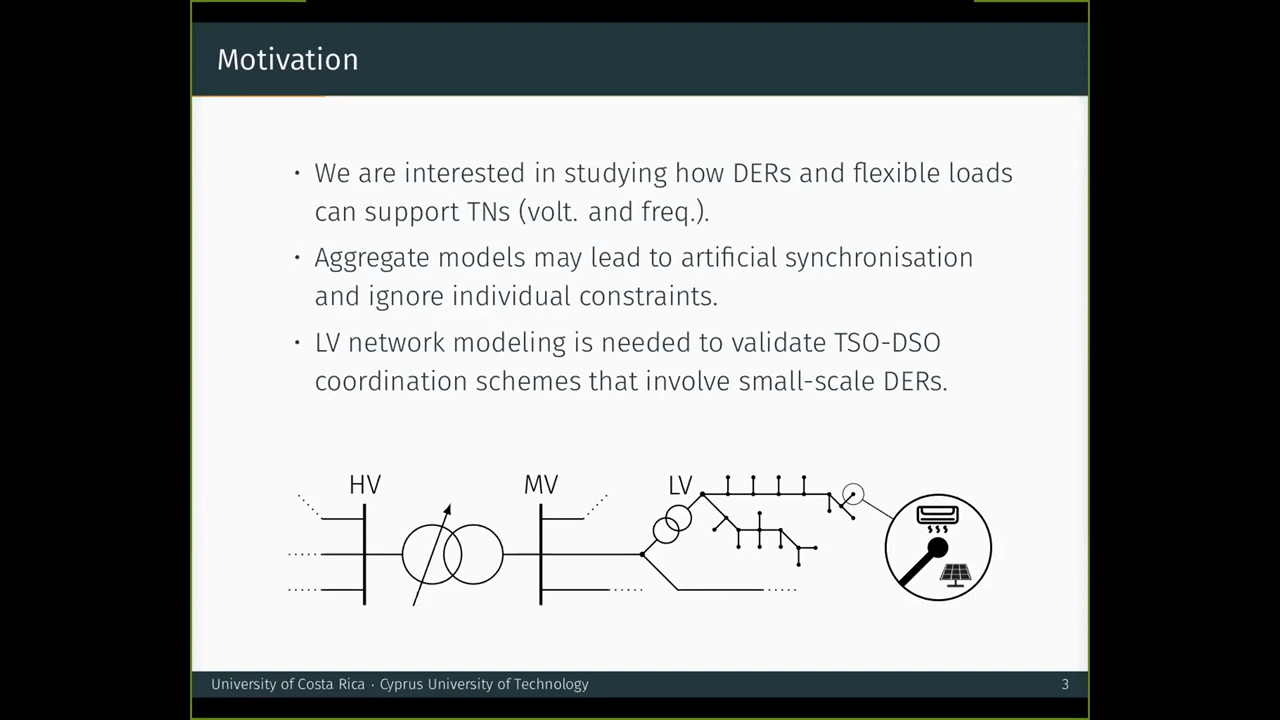 Motivation
· We are interested in studying how DERs and flexible loads
can support TNs (volt. and freq.).
· Aggregate models may lead to artificial synchronisation
and ignore individual constraints.
· LV network modeling is needed to validate TSO-DSO
coordination schemes that involve small-scale DERs.
HV
MV
LV
University of Costa Rica · Cyprus University of Technology
3